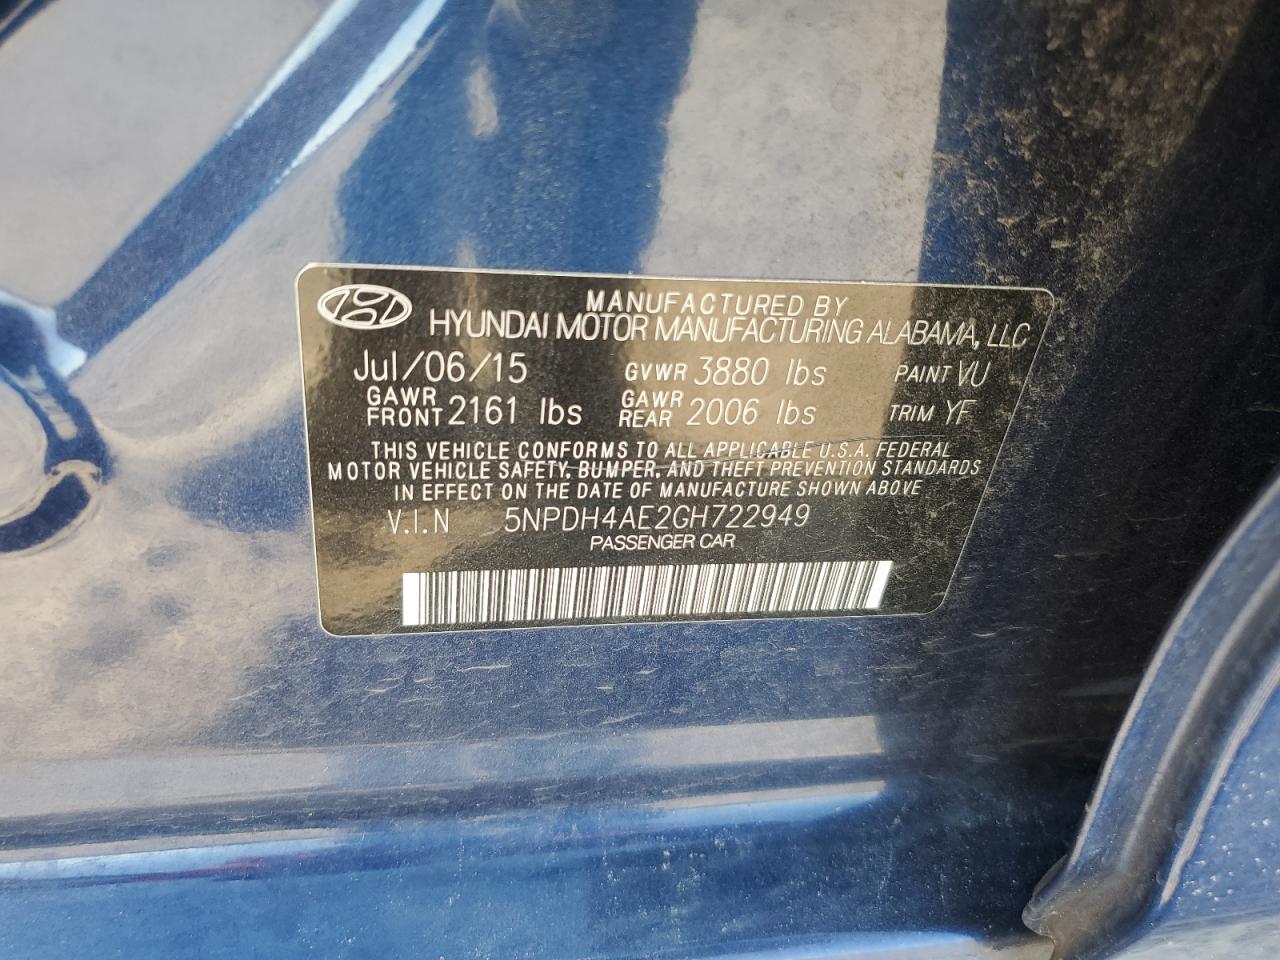 MANUFACTURED BY
HYUNDAI MOTOR MANUFACTURING ALABAMA, LLC
Jul/06/15 GVWR 3880 lbs PAINT VU
GAWR FRONT 2161 lbs GAWR REAR 2006 lbs TRIM YF
THIS VEHICLE CONFORMS TO ALL APPLICABLE U.S.A. FEDERAL
MOTOR VEHICLE SAFETY, BUMPER, AND THEFT PREVENTION STANDARDS
IN EFFECT ON THE DATE OF MANUFACTURE SHOWN ABOVE
V.I.N 5NPDH4AE2GH722949
PASSENGER CAR